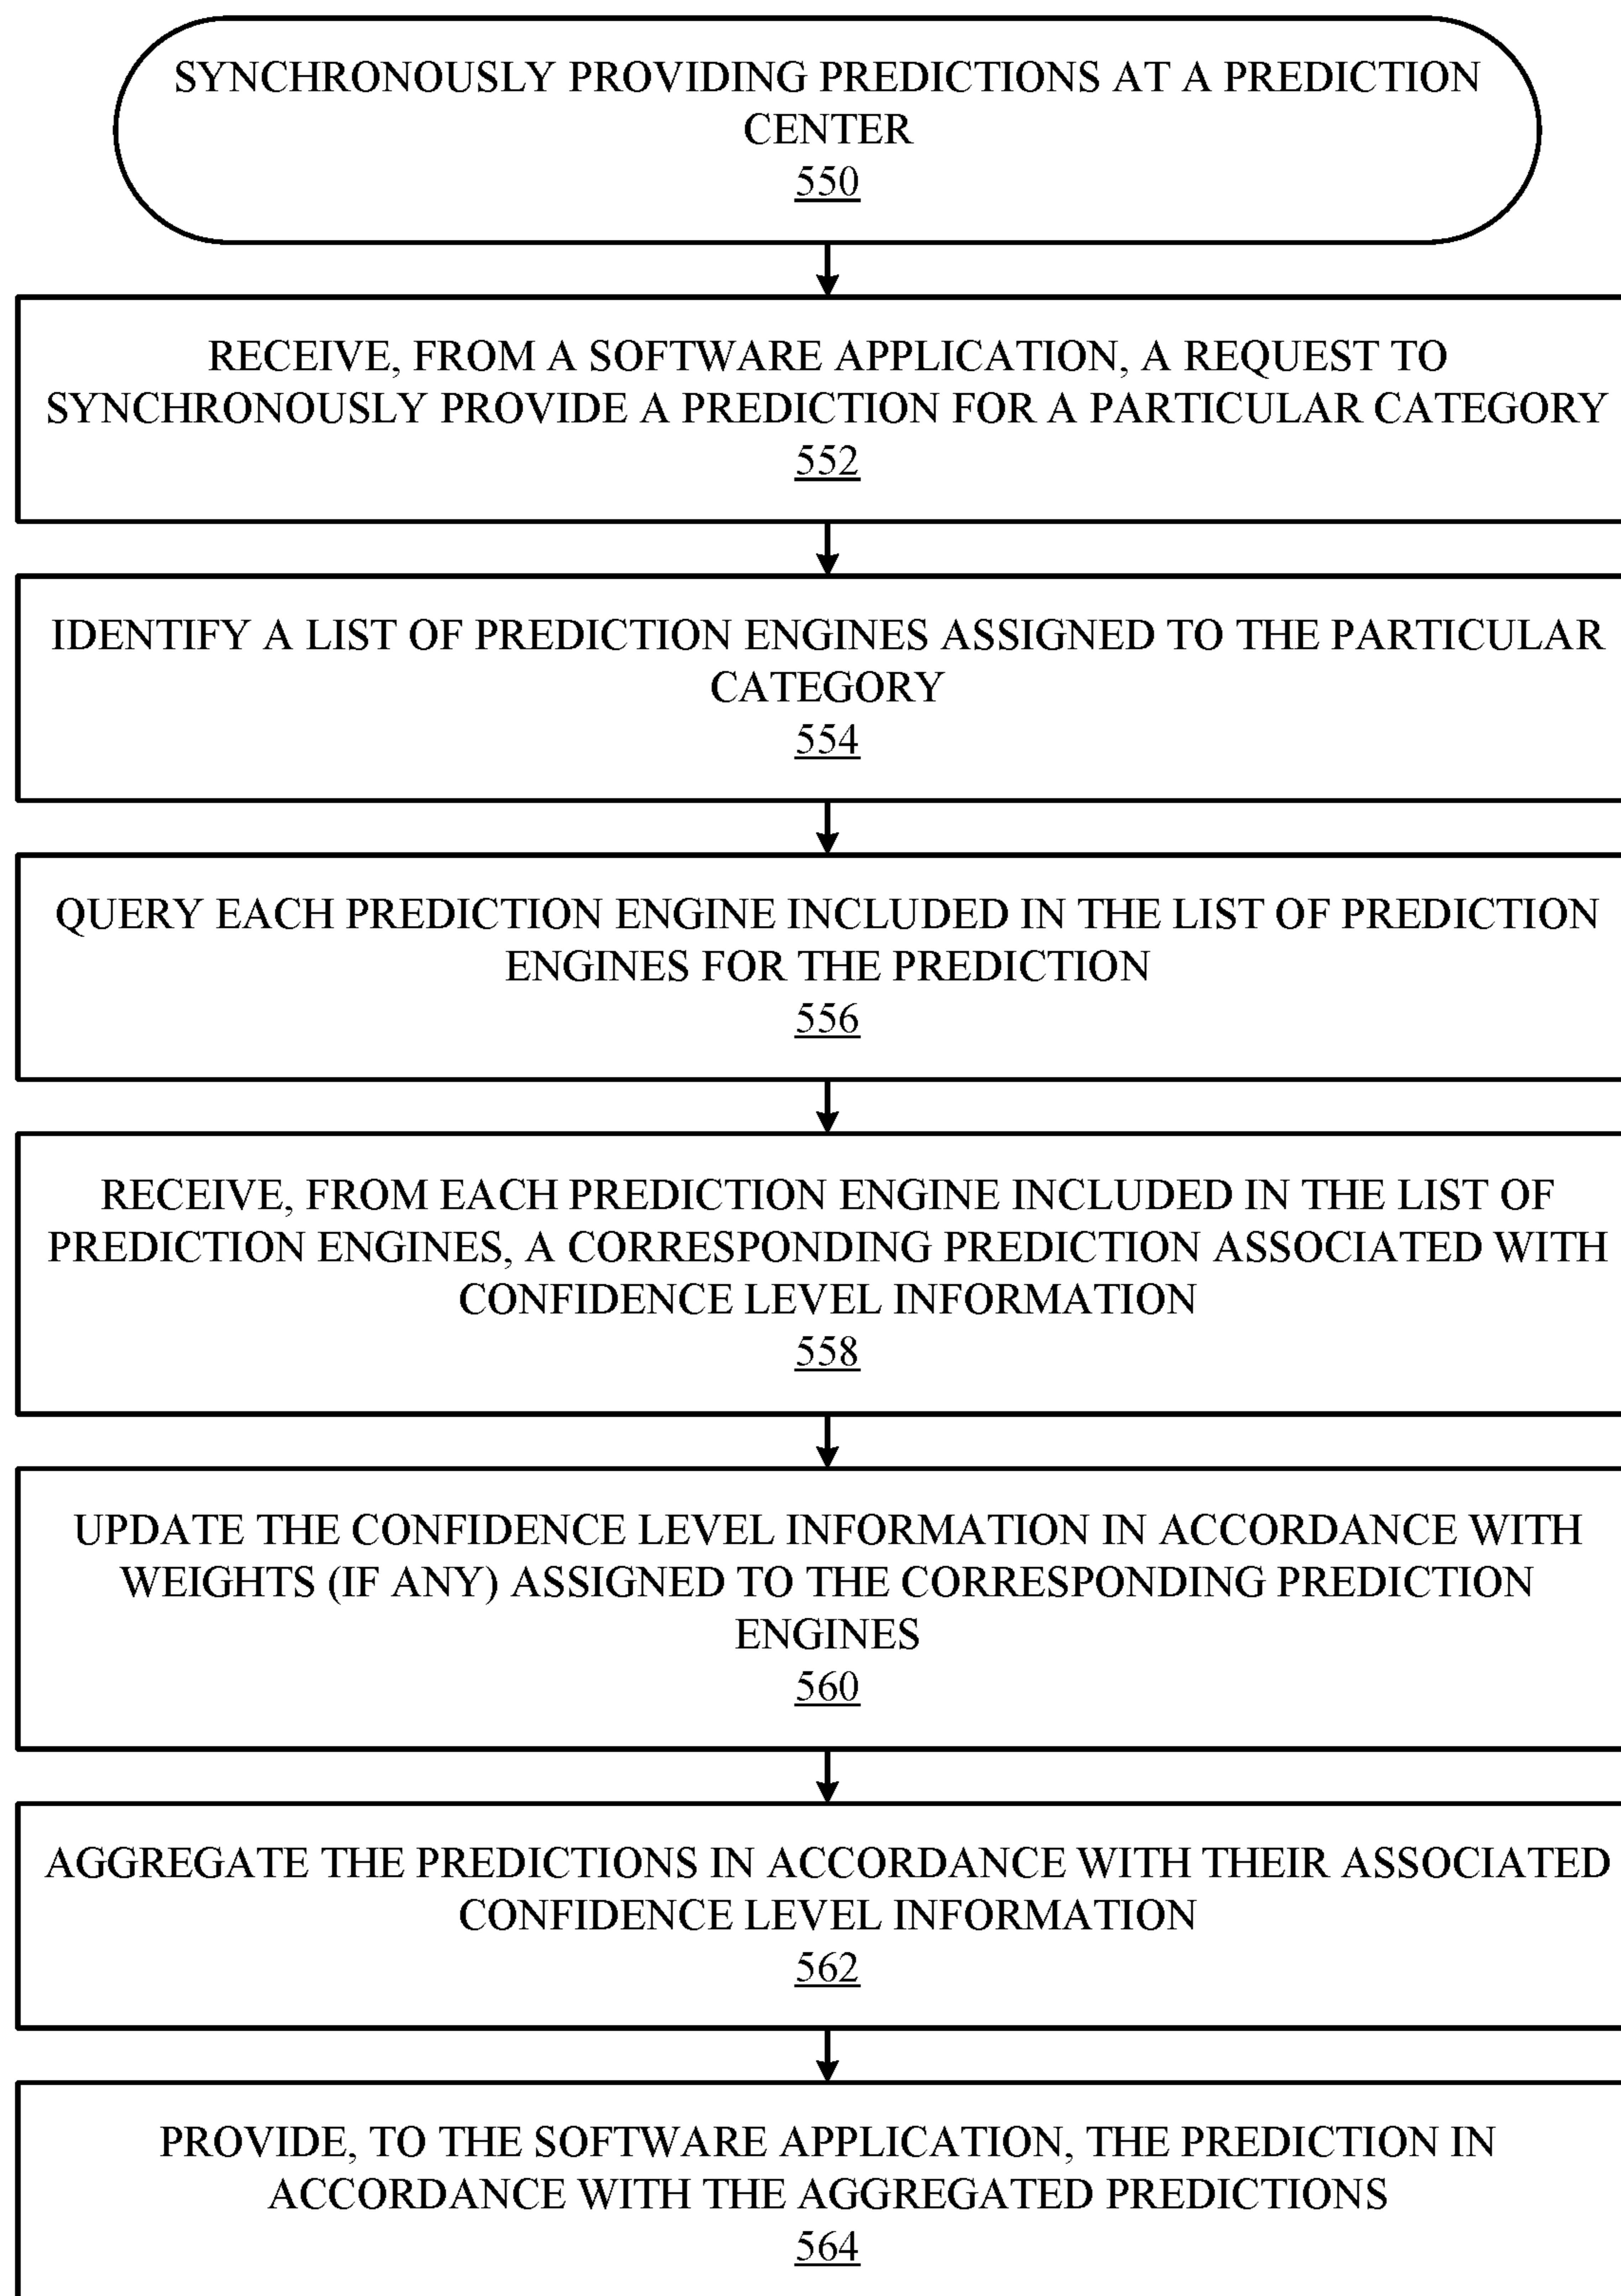 SYNCHRONOUSLY PROVIDING PREDICTIONS AT A PREDICTION
CENTER
550
RECEIVE, FROM A SOFTWARE APPLICATION, A REQUEST TO
SYNCHRONOUSLY PROVIDE A PREDICTION FOR A PARTICULAR CATEGORY
552
IDENTIFY A LIST OF PREDICTION ENGINES ASSIGNED TO THE PARTICULAR
CATEGORY
554
QUERY EACH PREDICTION ENGINE INCLUDED IN THE LIST OF PREDICTION
ENGINES FOR THE PREDICTION
556
RECEIVE, FROM EACH PREDICTION ENGINE INCLUDED IN THE LIST OF
PREDICTION ENGINES, A CORRESPONDING PREDICTION ASSOCIATED WITH
CONFIDENCE LEVEL INFORMATION
558
UPDATE THE CONFIDENCE LEVEL INFORMATION IN ACCORDANCE WITH
WEIGHTS (IF ANY) ASSIGNED TO THE CORRESPONDING PREDICTION
ENGINES
560
AGGREGATE THE PREDICTIONS IN ACCORDANCE WITH THEIR ASSOCIATED
CONFIDENCE LEVEL INFORMATION
562
PROVIDE, TO THE SOFTWARE APPLICATION, THE PREDICTION IN
ACCORDANCE WITH THE AGGREGATED PREDICTIONS
564